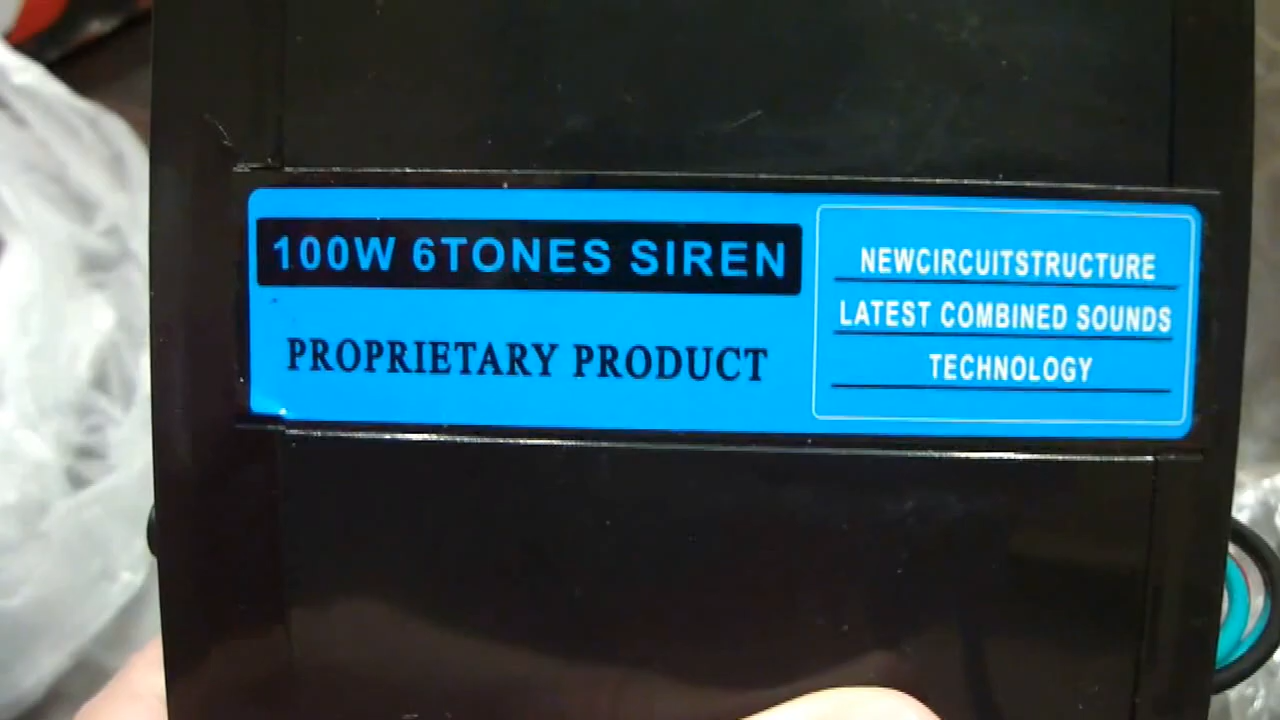 100W 6TONES SIREN
PROPRIETARY PRODUCT
NEWCIRCUITSTRUCTURE
LATEST COMBINED SOUNDS
TECHNOLOGY